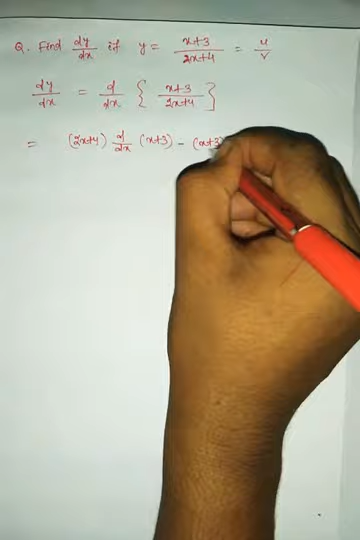 Q. Find dy/dx if y = x+3/2x+4 = u/v
dy/dx = d/dx { x+3/2x+4 }
= (2x+4) d/dx (x+3) - (x+3)